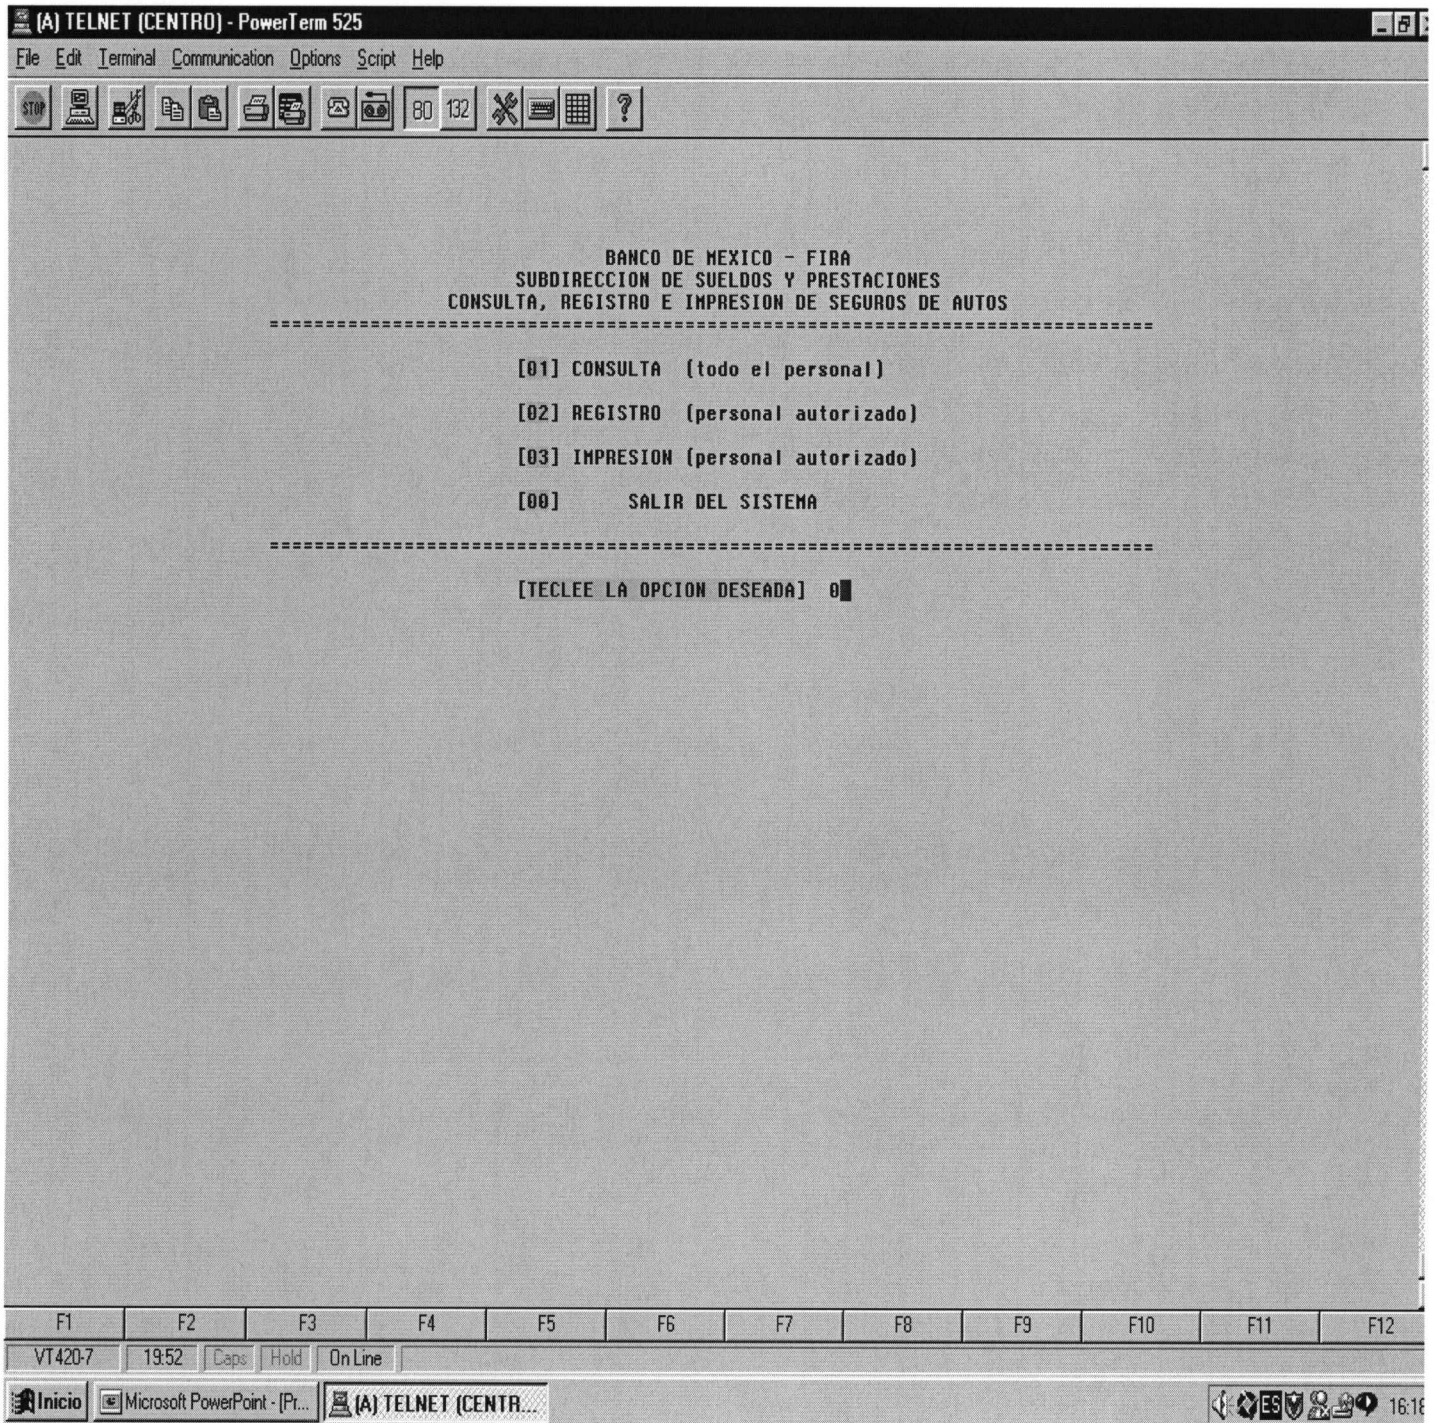 (A) TELNET (CENTRO) - PowerTerm 525
File Edit Terminal Communication Options Script Help
STOP 80 132 ?
BANCO DE MEXICO - FIRA
SUBDIRECCION DE SUELDOS Y PRESTACIONES
CONSULTA, REGISTRO E IMPRESION DE SEGUROS DE AUTOS
===============================================================================
[01] CONSULTA (todo el personal)
[02] REGISTRO (personal autorizado)
[03] IMPRESION (personal autorizado)
[00] SALIR DEL SISTEMA
===============================================================================
[TECLEE LA OPCION DESEADA] 0
F1 F2 F3 F4 F5 F6 F7 F8 F9 F10 F11 F12
VT420-7 19:52 Caps Hold On Line
Inicio Microsoft PowerPoint - [Pr... (A) TELNET (CENTR... ES 16:18